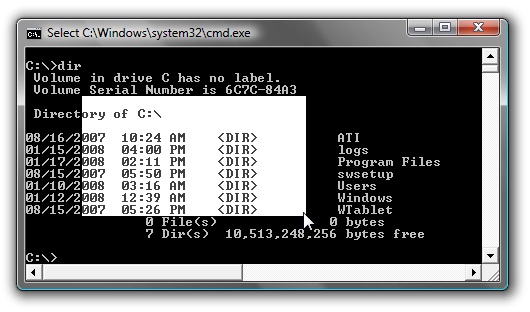 Select C:\Windows\system32\cmd.exe
C:\>dir
Volume in drive C has no label.
Volume Serial Number is 6C7C-84A3
Directory of C:\
08/16/2007  10:24 AM    <DIR>          ATI
01/15/2008  04:00 PM    <DIR>          logs
01/17/2008  02:11 PM    <DIR>          Program Files
08/15/2007  05:50 PM    <DIR>          swsetup
01/10/2008  03:16 AM    <DIR>          Users
01/12/2008  12:39 AM    <DIR>          Windows
08/15/2007  05:26 PM    <DIR>          WTablet
0 File(s)              0 bytes
7 Dir(s)  10,513,248,256 bytes free
C:\>